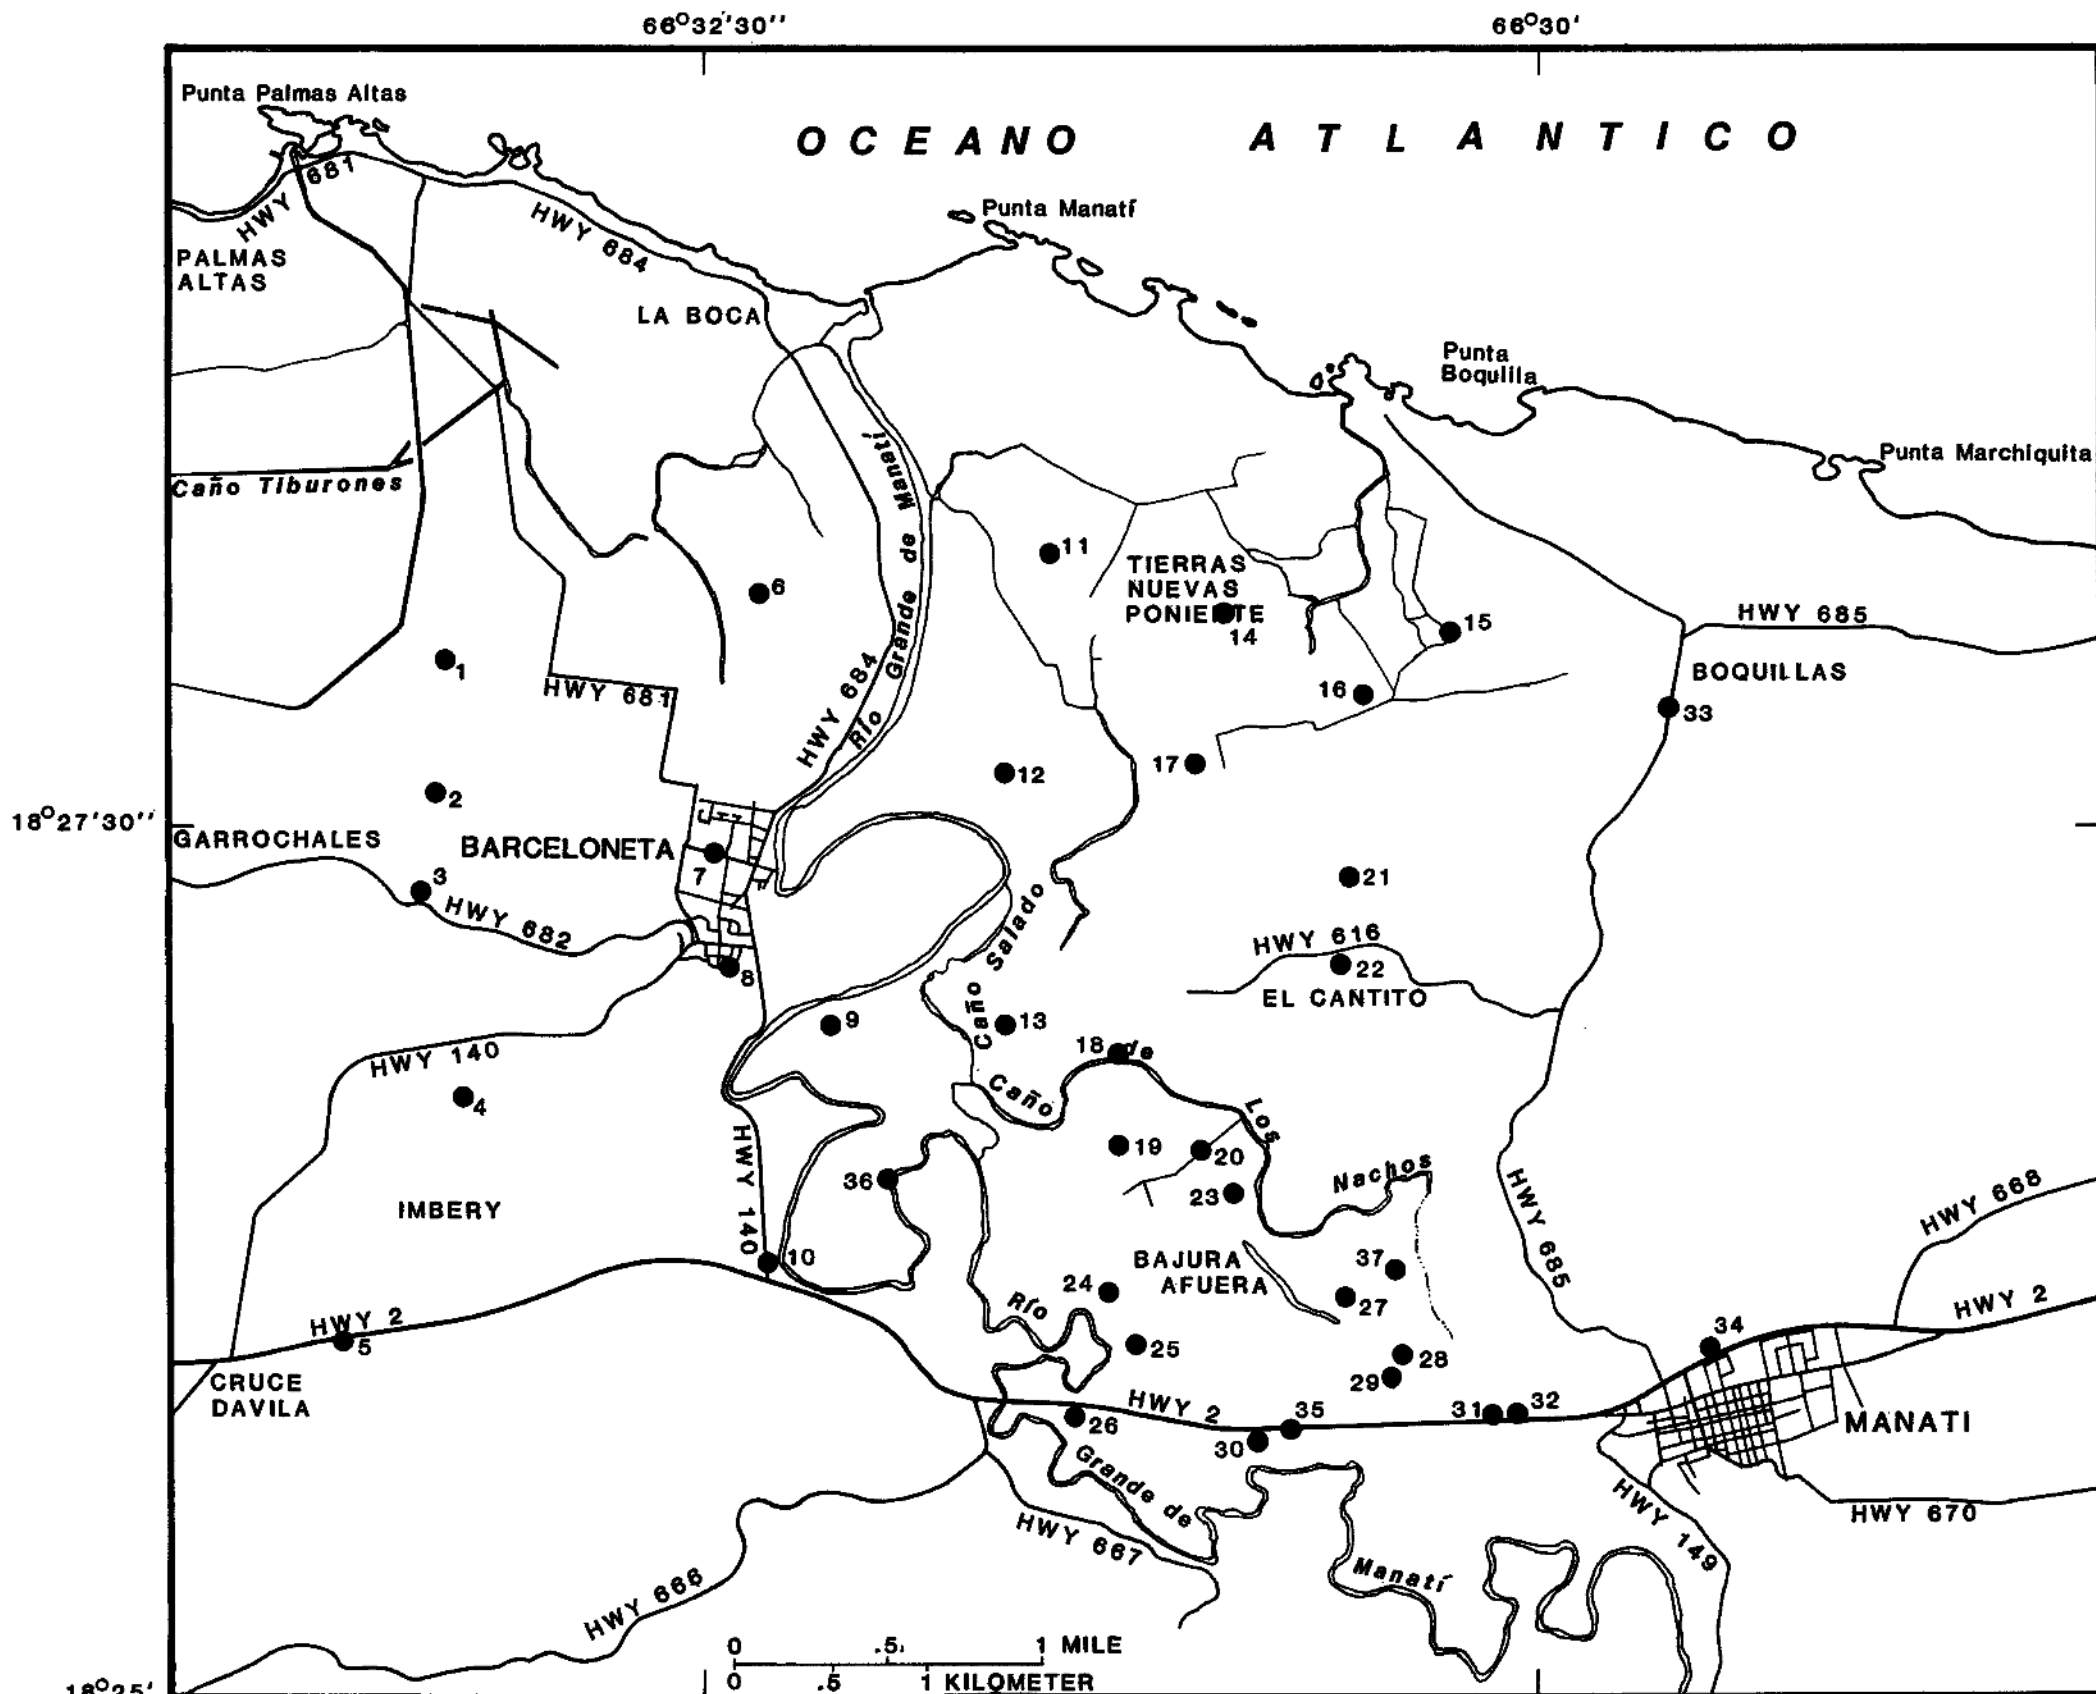 66°32'30''
66°30'
Punta Palmas Altas
OCEANO ATLANTICO
HWY 681
Punta Manatí
HWY 684
PALMAS
ALTAS
LA BOCA
Punta
Boquilla
Punta Marchiquita
Caño Tiburones
Río Grande de Manatí
11
TIERRAS
NUEVAS
PONIENTE
6
14
15
HWY 685
1
HWY 681
HWY 684
16
BOQUILLAS
33
17
12
2
18°27'30''
GARROCHALES
BARCELONETA
7
3
21
HWY 682
Caño Salado
HWY 616
8
22
EL CANTITO
9
13
18
HWY 140
Caño de Los Nachos
4
HWY 140
19
20
36
23
HWY 685
HWY 668
IMBERY
10
BAJURA
AFUERA
37
24
27
Río
HWY 2
HWY 2
5
25
34
28
29
CRUCE
DAVILA
HWY 2
26
35
31
32
MANATI
30
Grande de
HWY 149
HWY 670
HWY 667
Manatí
HWY 666
0 .5 1 MILE
0 .5 1 KILOMETER
18°25'